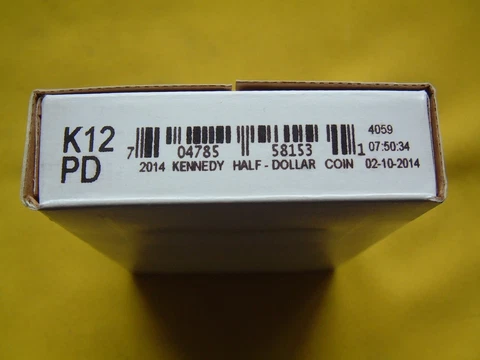 K12
PD
7 04785 58153 1
2014 KENNEDY HALF-DOLLAR COIN
4059
07:50:34
02-10-2014